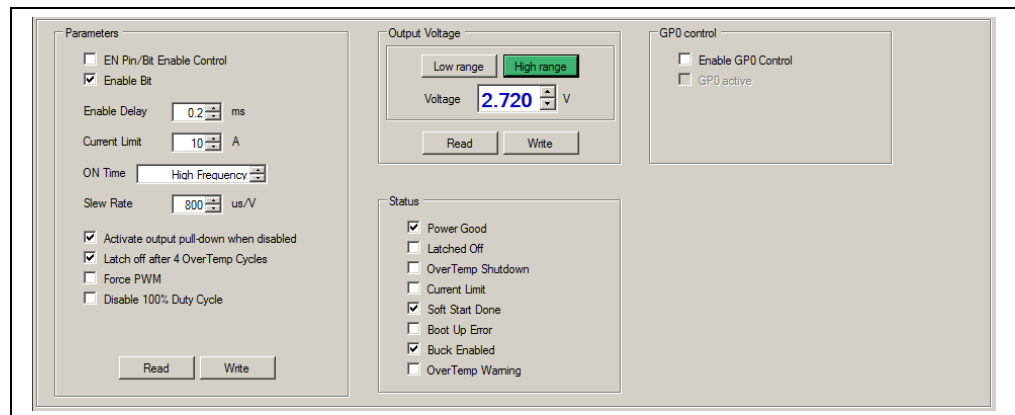 Parameters
EN Pin/Bit Enable Control
Enable Bit
Enable Delay 0.2 ms
Current Limit 10 A
ON Time High Frequency
Slew Rate 800 us/V
Activate output pull-down when disabled
Latch off after 4 OverTemp Cycles
Force PWM
Disable 100% Duty Cycle
Read Write
Output Voltage
Low range High range
Voltage 2.720 V
Read Write
Status
Power Good
Latched Off
OverTemp Shutdown
Current Limit
Soft Start Done
Boot Up Error
Buck Enabled
OverTemp Warning
GP0 control
Enable GP0 Control
GP0 active